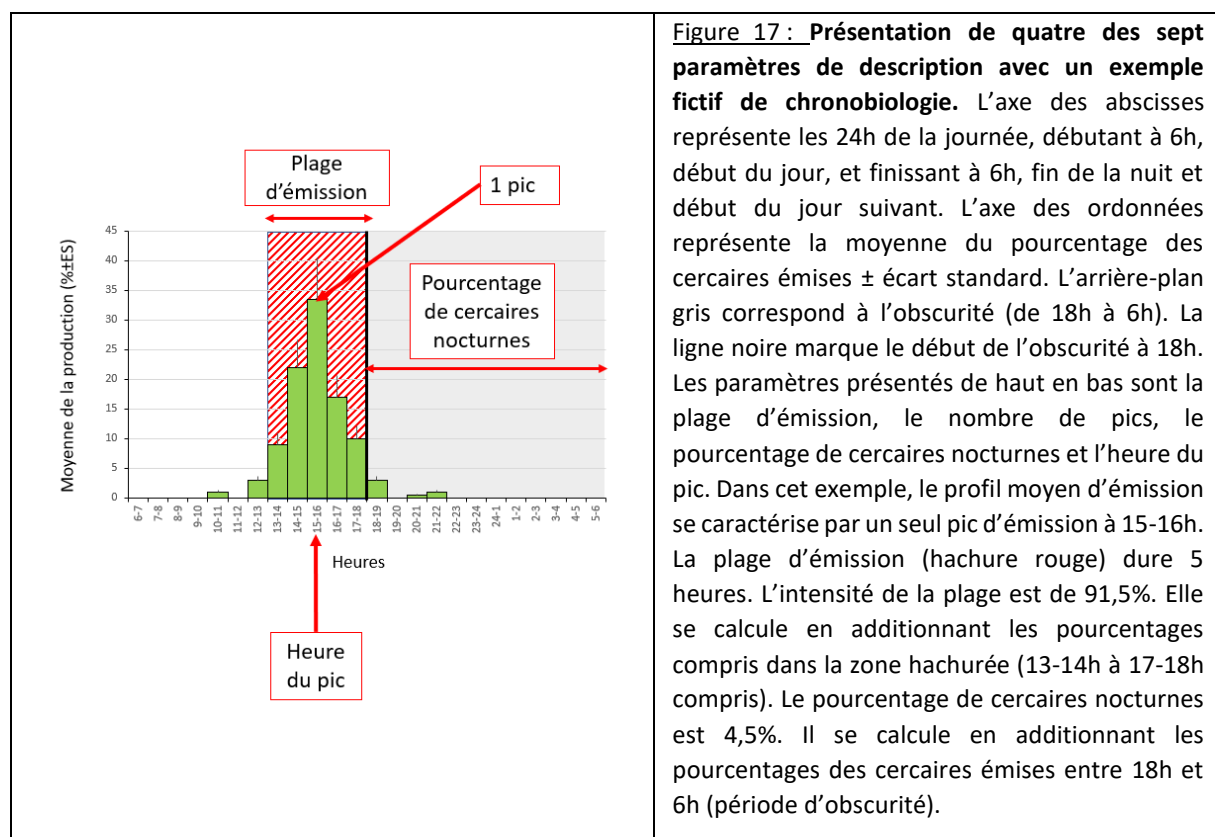 Plage
d'émission
1 pic
Moyenne de la production (%±ES)
45
40
35
30
25
20
15
10
5
0
Pourcentage
de cercaires
nocturnes
6-7
7-8
8-9
9-10
10-11
11-12
12-13
13-14
14-15
15-16
16-17
17-18
18-19
19-20
20-21
21-22
22-23
23-24
24-1
1-2
2-3
3-4
4-5
5-6
Heures
Heure
du pic
Figure 17 : Présentation de quatre des sept
paramètres de description avec un exemple
fictif de chronobiologie. L'axe des abscisses
représente les 24h de la journée, débutant à 6h,
début du jour, et finissant à 6h, fin de la nuit et
début du jour suivant. L'axe des ordonnées
représente la moyenne du pourcentage des
cercaires émises ± écart standard. L'arrière-plan
gris correspond à l'obscurité (de 18h à 6h). La
ligne noire marque le début de l'obscurité à 18h.
Les paramètres présentés de haut en bas sont la
plage d'émission, le nombre de pics, le
pourcentage de cercaires nocturnes et l'heure du
pic. Dans cet exemple, le profil moyen d'émission
se caractérise par un seul pic d'émission à 15-16h.
La plage d'émission (hachure rouge) dure 5
heures. L'intensité de la plage est de 91,5%. Elle
se calcule en additionnant les pourcentages
compris dans la zone hachurée (13-14h à 17-18h
compris). Le pourcentage de cercaires nocturnes
est 4,5%. Il se calcule en additionnant les
pourcentages des cercaires émises entre 18h et
6h (période d'obscurité).